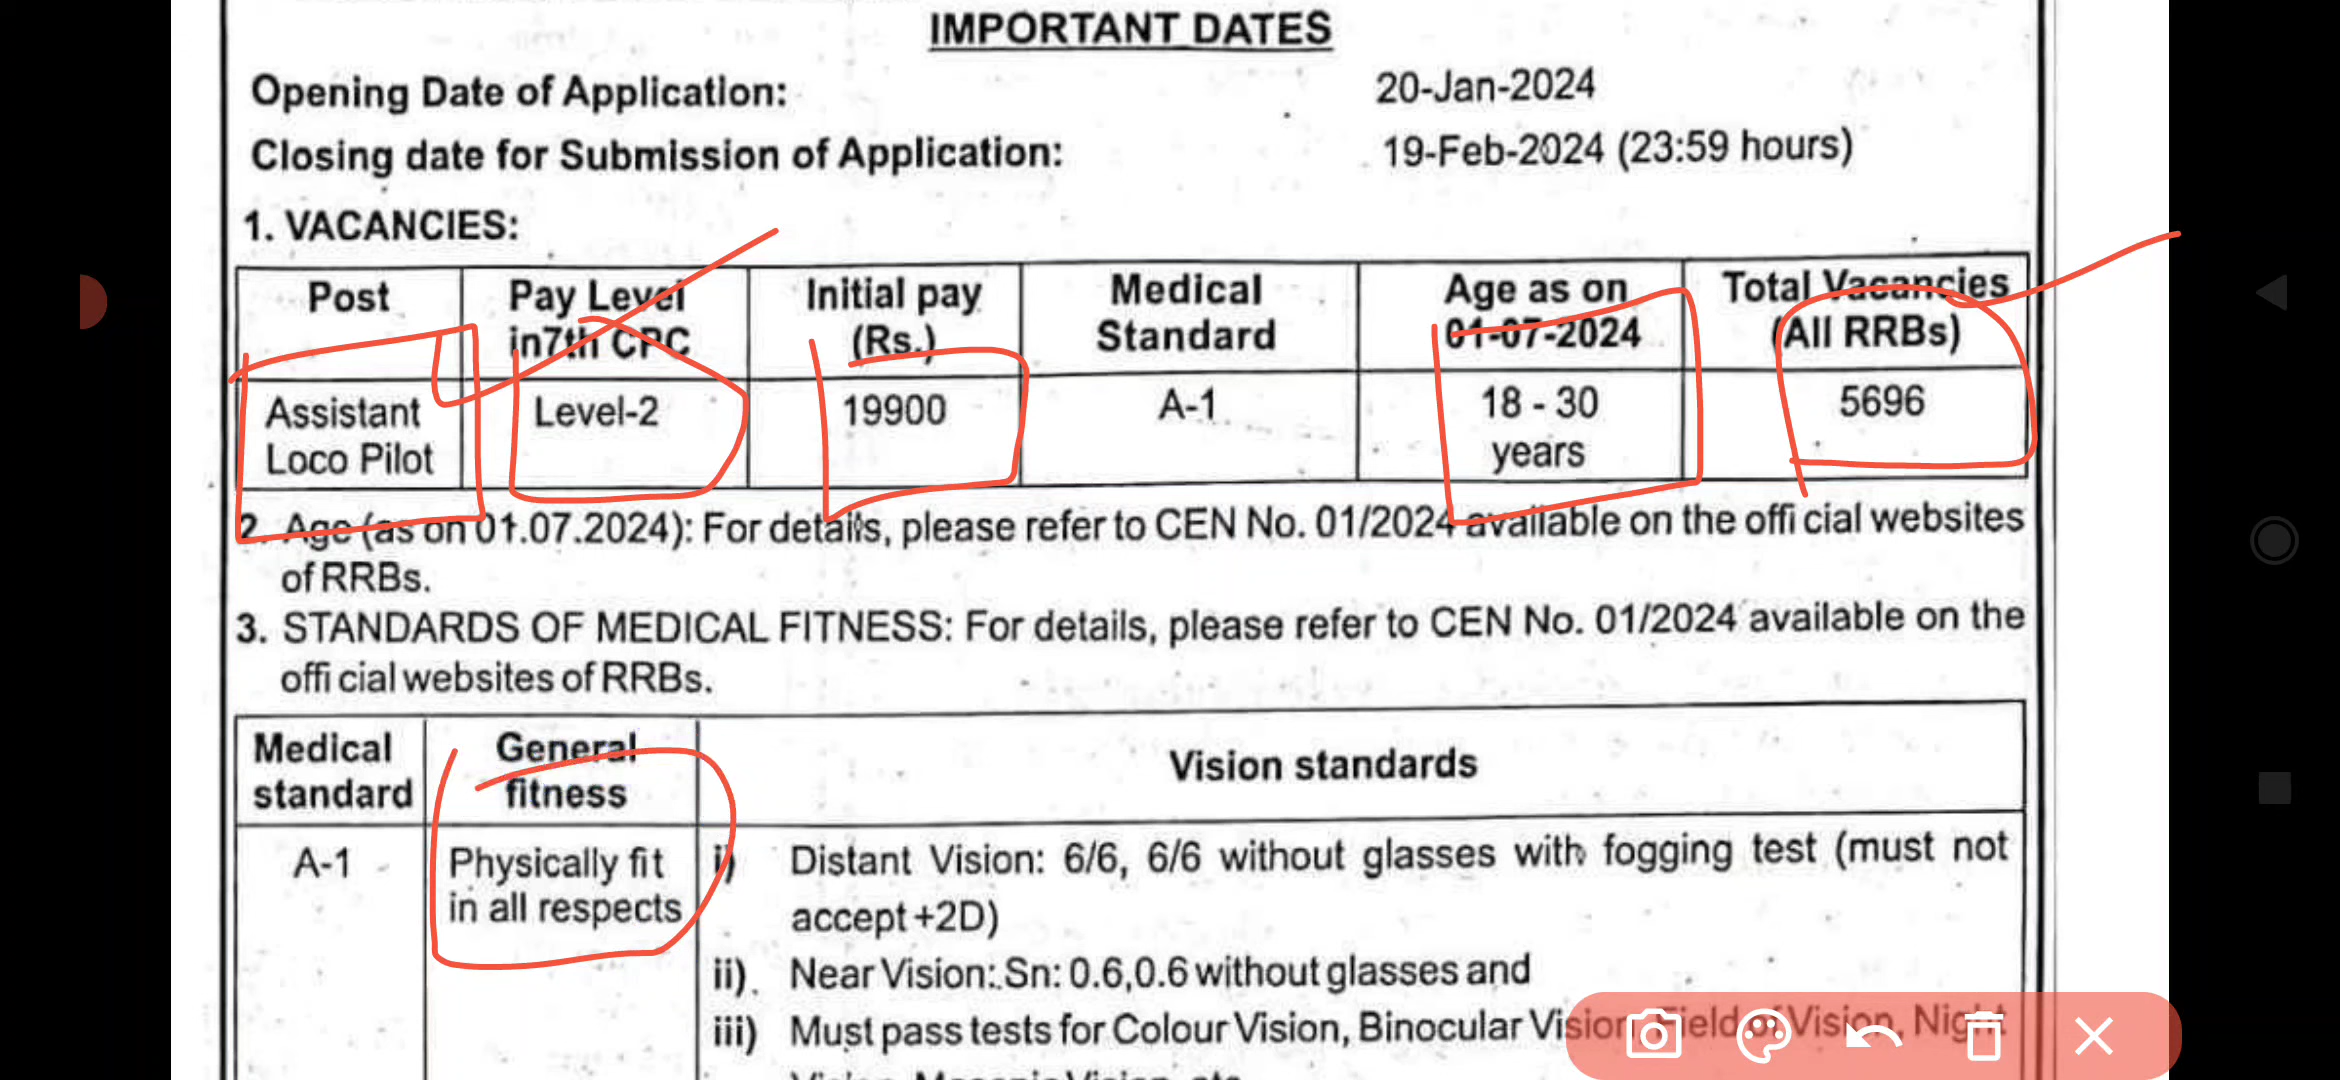 IMPORTANT DATES
Opening Date of Application: 20-Jan-2024
Closing date for Submission of Application: 19-Feb-2024 (23:59 hours)
1. VACANCIES:
Post Pay Level in7th CPC Initial pay (Rs.) Medical Standard Age as on 01-07-2024 Total Vacancies (All RRBs)
Assistant Loco Pilot Level-2 19900 A-1 18 - 30 years 5696
2. Age (as on 01.07.2024): For details, please refer to CEN No. 01/2024 available on the offi cial websites
of RRBs.
3. STANDARDS OF MEDICAL FITNESS: For details, please refer to CEN No. 01/2024 available on the
offi cial websites of RRBs.
Medical standard General fitness Vision standards
A-1 Physically fit in all respects
i) Distant Vision: 6/6, 6/6 without glasses with fogging test (must not
accept +2D)
ii). Near Vision: Sn: 0.6,0.6 without glasses and
iii) Must pass tests for Colour Vision, Binocular Vision, Field of Vision, Night